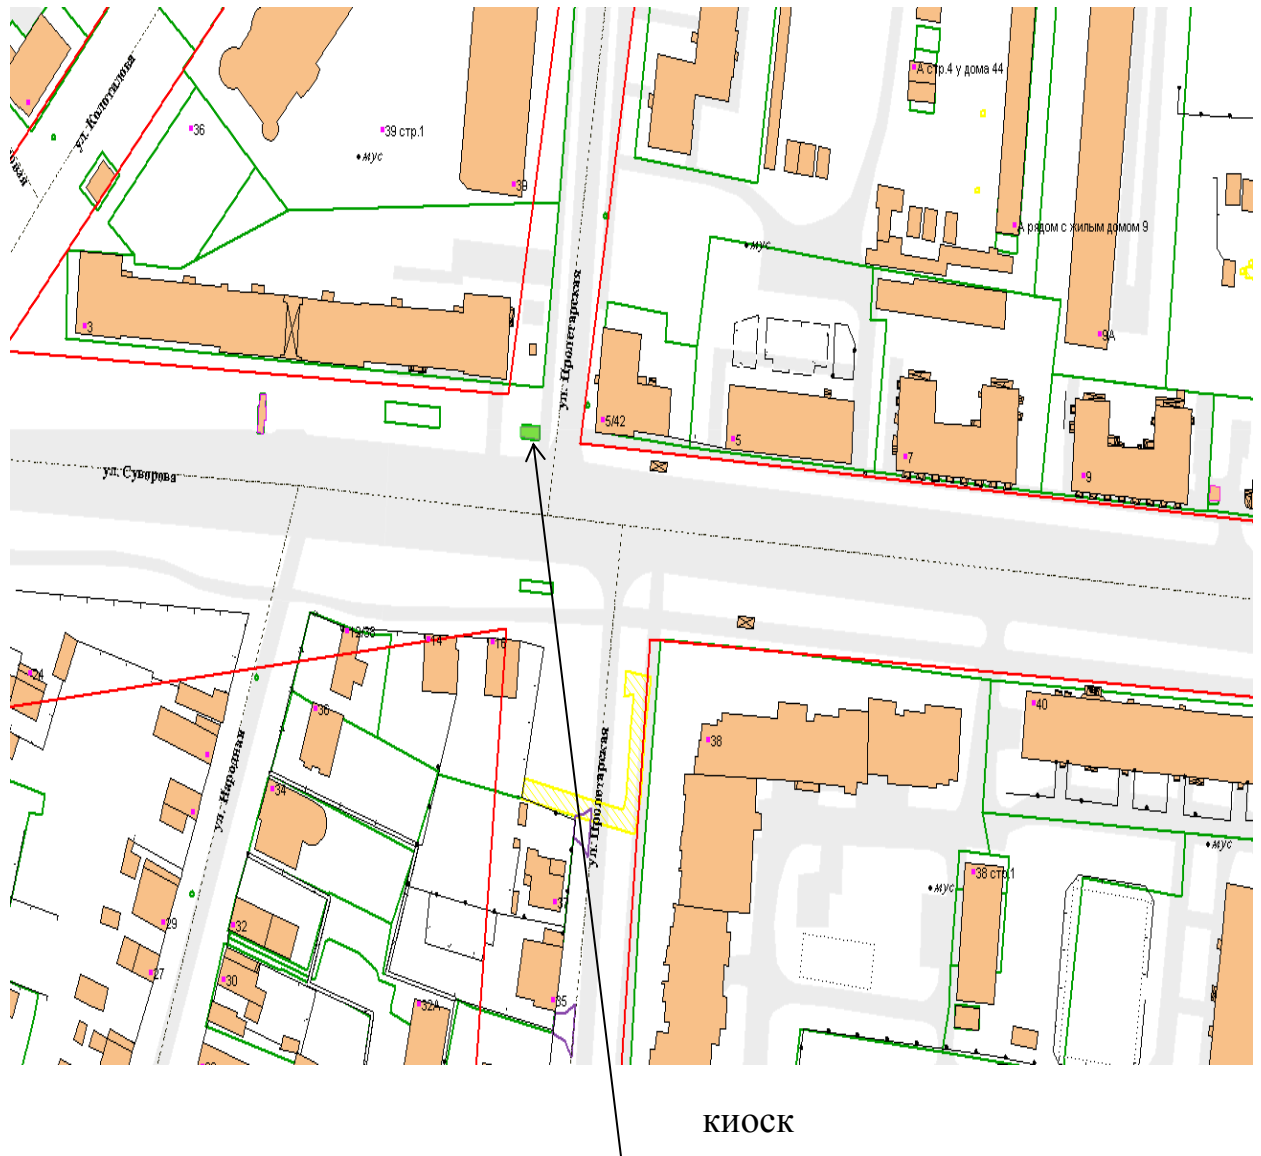 А стр.4 у дома 44
ул. Колотилова
36
39 стр.1
мус
39
А рядом с жилым домом 9
мус
ул. Пролетарская
3
9А
5/42
5
7
9
ул. Суворова
12/38
14
16
24
36
40
38
ул. Народная
ул. Пролетарская
34
мус
38 стр.1
мус
37
29
32
27
30
32А
35
киоск